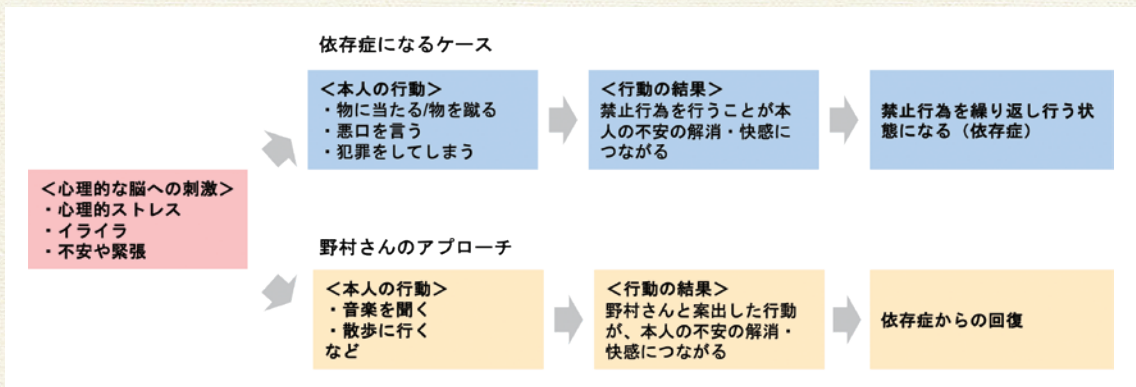 依存症になるケース
＜本人の行動＞
・物に当たる/物を蹴る
・悪口を言う
・犯罪をしてしまう
＜行動の結果＞
禁止行為を行うことが本
人の不安の解消・快感に
つながる
禁止行為を繰り返し行う状
態になる（依存症）
＜心理的な脳への刺激＞
・心理的ストレス
・イライラ
・不安や緊張
野村さんのアプローチ
＜本人の行動＞
・音楽を聞く
・散歩に行く
など
＜行動の結果＞
野村さんと案出した行動
が、本人の不安の解消・
快感につながる
依存症からの回復